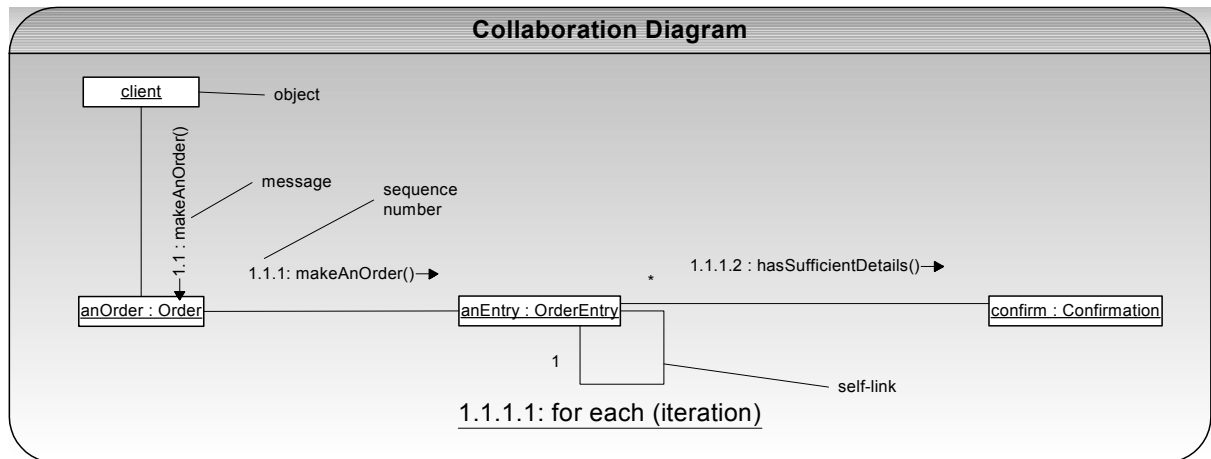 Collaboration Diagram
client
object
1.1 : makeAnOrder()
message
sequence
number
1.1.1: makeAnOrder()
*
1.1.1.2 : hasSufficientDetails()
anOrder : Order
anEntry : OrderEntry
confirm : Confirmation
1
self-link
1.1.1.1: for each (iteration)